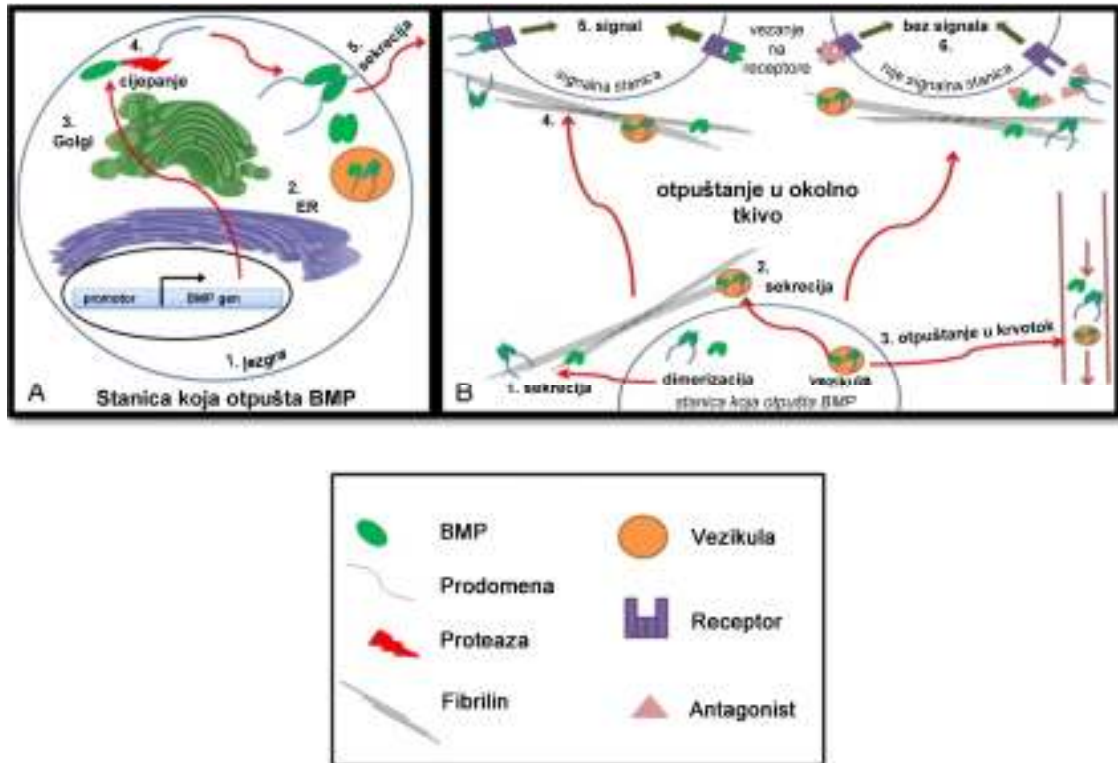 4.
cijepanje
5.
sekrecija
3.
Golgi
2.
ER
promotor
BMP gen
1. jezgra
A
Stanica koja otpušta BMP
5. signal
signalna stanica
vezanje
na
receptore
bez signala
6.
nije signalna stanica
4.
otpuštanje u okolno
tkivo
2.
sekrecija
3. otpuštanje u krvotok
1. sekrecija
dimerizacija
vezikula
B
stanica koja otpušta BMP
BMP
Prodomena
Proteaza
Fibrilin
Vezikula
Receptor
Antagonist